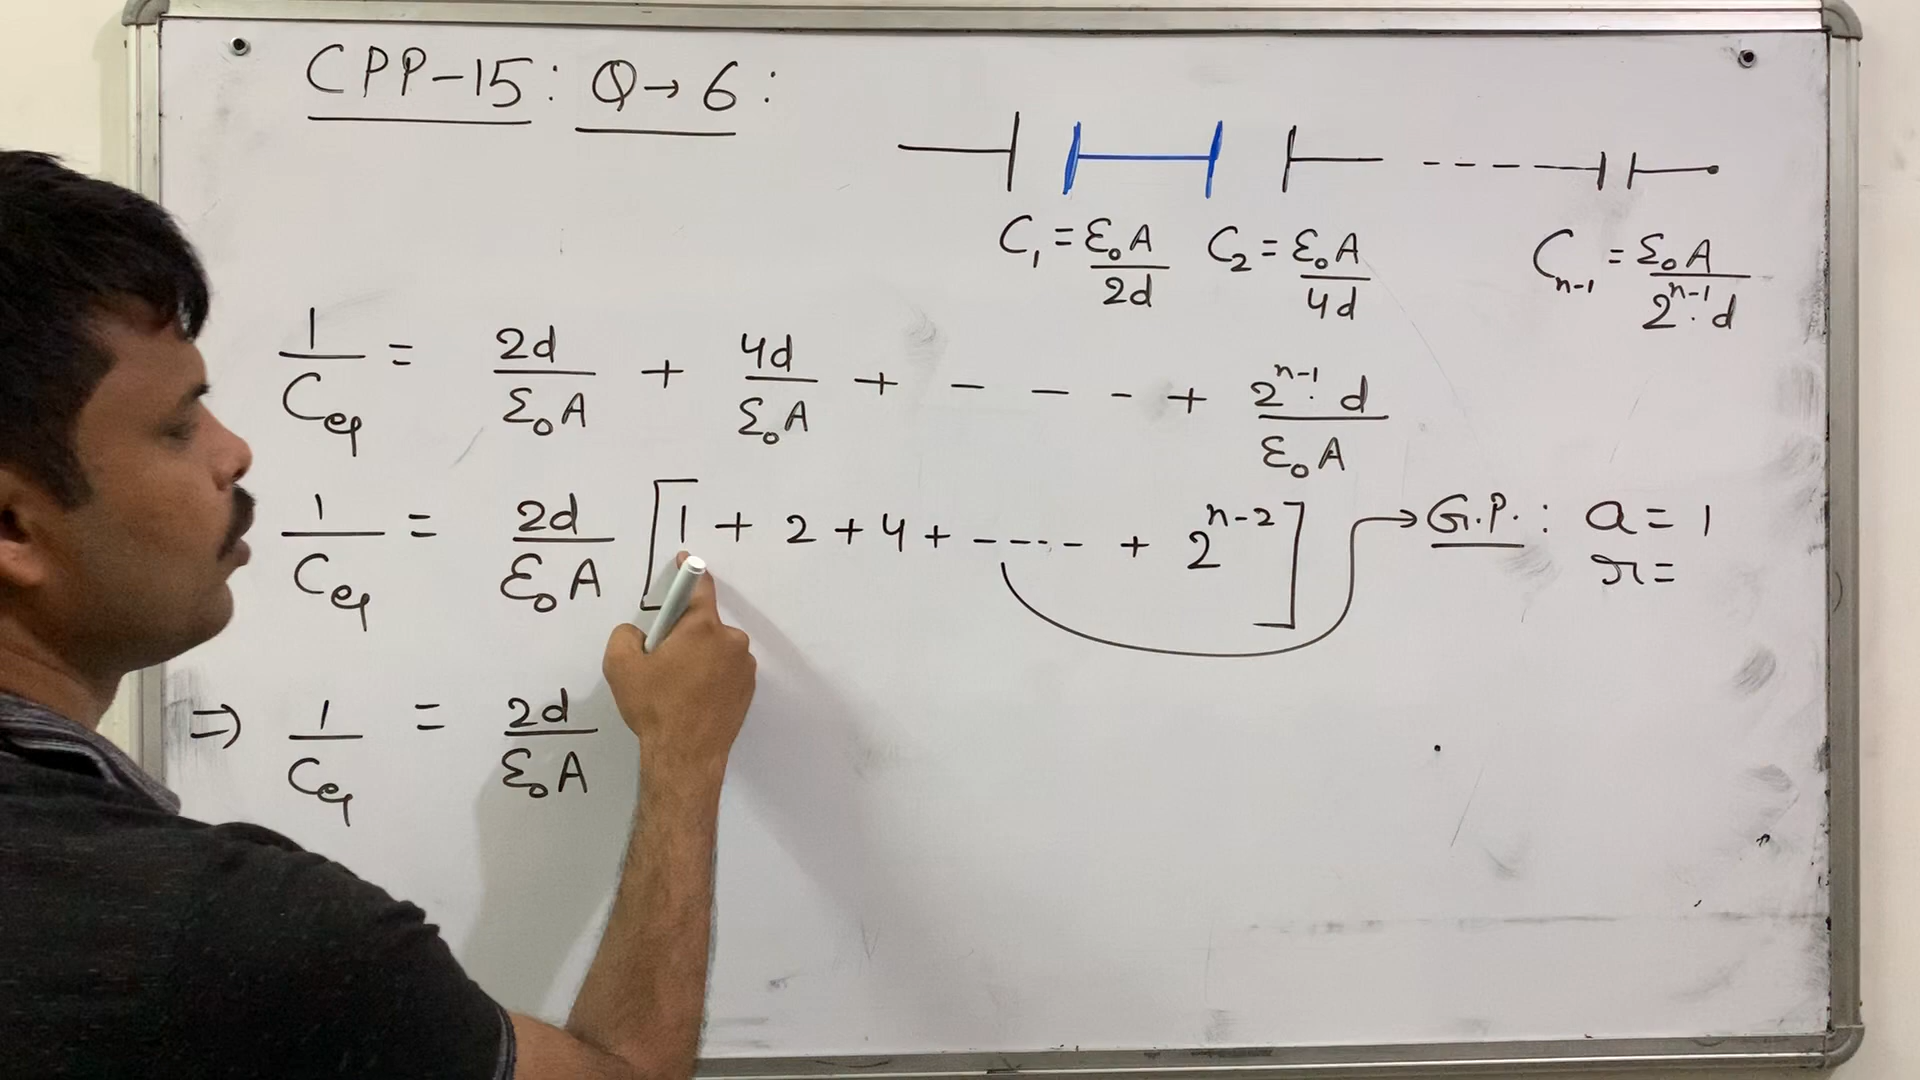 CPP-15: Q→6:
C₁ = ε₀A/2d C₂ = ε₀A/4d Cₙ₋₁ = ε₀A/2ⁿ⁻¹·d
1/Ceq = 2d/ε₀A + 4d/ε₀A + - - - - + 2ⁿ⁻¹·d/ε₀A
1/Ceq = 2d/ε₀A [1 + 2 + 4 + ----- + 2ⁿ⁻²] → G.P.: a = 1
r =
⇒ 1/Ceq = 2d/ε₀A